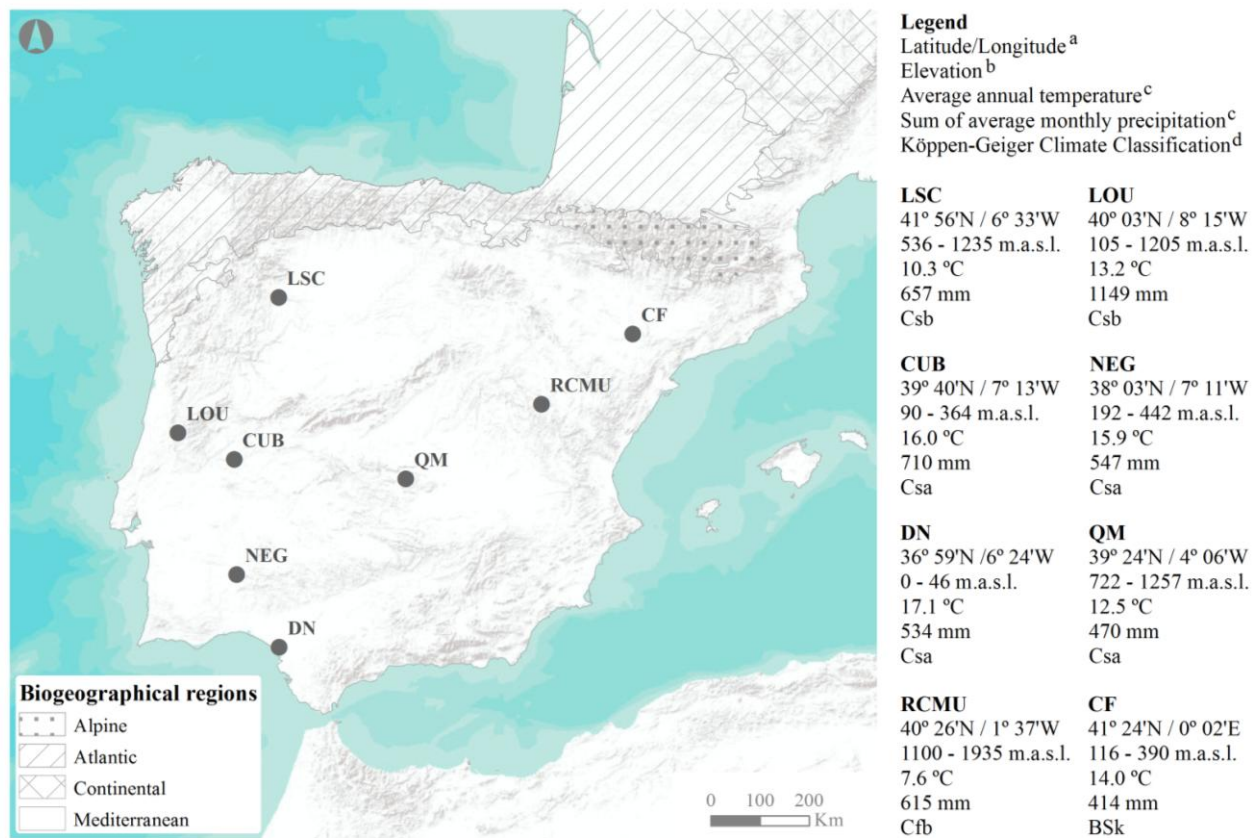 LSC
CF
RCMU
LOU
CUB
QM
NEG
DN
Biogeographical regions
Alpine
Atlantic
Continental
Mediterranean
0 100 200
Km
Legend
Latitude/Longitude a
Elevation b
Average annual temperature c
Sum of average monthly precipitation c
Köppen-Geiger Climate Classification d
LSC
41º 56'N / 6º 33'W
536 - 1235 m.a.s.l.
10.3 ºC
657 mm
Csb
LOU
40º 03'N / 8º 15'W
105 - 1205 m.a.s.l.
13.2 ºC
1149 mm
Csb
CUB
39º 40'N / 7º 13'W
90 - 364 m.a.s.l.
16.0 ºC
710 mm
Csa
NEG
38º 03'N / 7º 11'W
192 - 442 m.a.s.l.
15.9 ºC
547 mm
Csa
DN
36º 59'N /6º 24'W
0 - 46 m.a.s.l.
17.1 ºC
534 mm
Csa
QM
39º 24'N / 4º 06'W
722 - 1257 m.a.s.l.
12.5 ºC
470 mm
Csa
RCMU
40º 26'N / 1º 37'W
1100 - 1935 m.a.s.l.
7.6 ºC
615 mm
Cfb
CF
41º 24'N / 0º 02'E
116 - 390 m.a.s.l.
14.0 ºC
414 mm
BSk